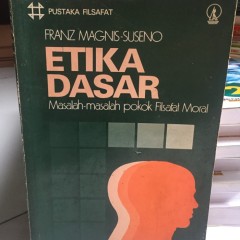 PUSTAKA FILSAFAT
FRANZ MAGNIS-SUSENO
ETIKA
DASAR
Masalah-masalah pokok Filsafat Moral